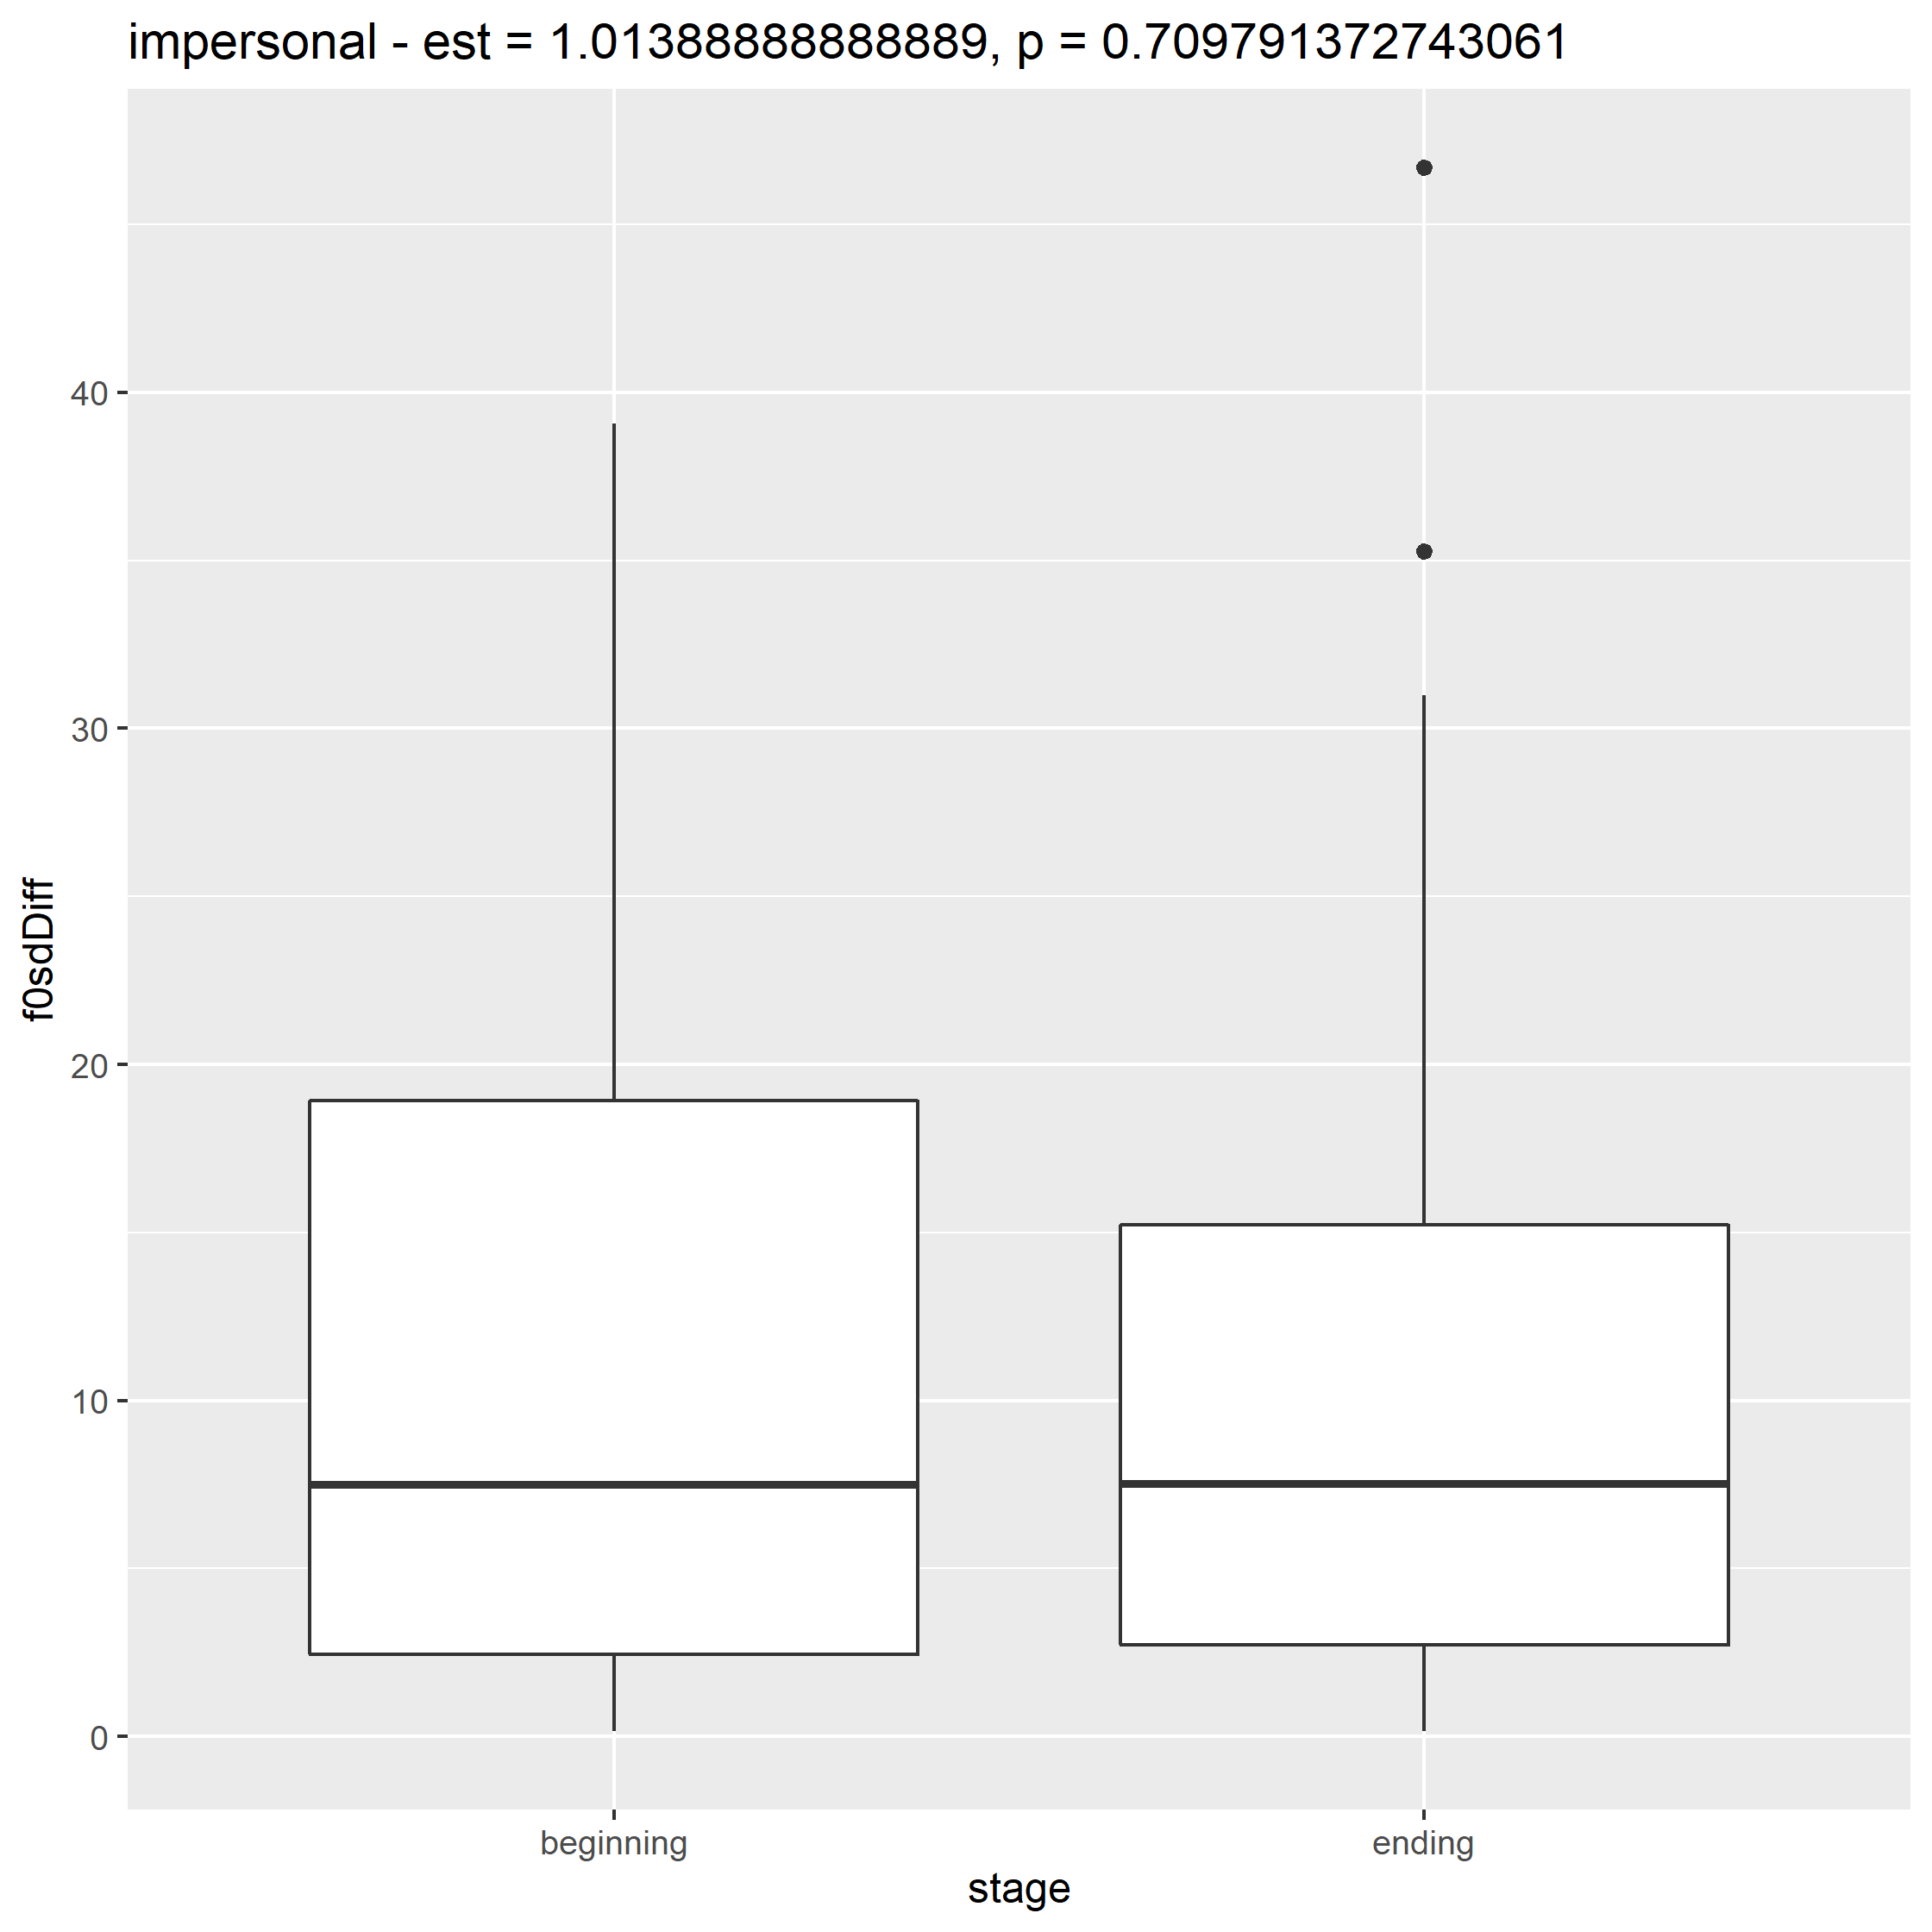 impersonal - est = 1.01388888888889, p = 0.709791372743061
f0sdDiff
40
30
20
10
0
beginning ending
stage